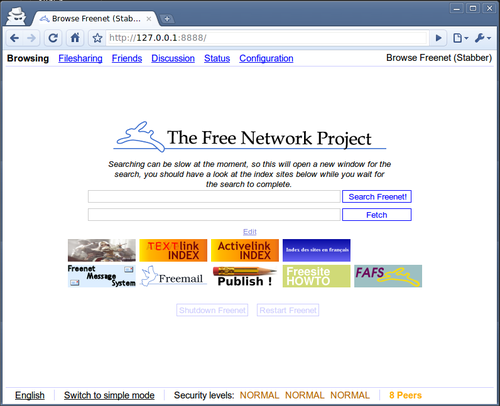 Browse Freenet (Stab...
http://127.0.0.1:8888/
Browsing Filesharing Friends Discussion Status Configuration Browse Freenet (Stabber)
The Free Network Project
Searching can be slow at the moment, so this will open a new window for the
search, you should have a look at the index sites below while you wait for
the search to complete.
Search Freenet!
Fetch
Edit
TEXTlink INDEX
Activelink INDEX
Index des sites en français
Freenet Message System
Freemail
Publish !
Freesite HOWTO
FAFS
Shutdown Freenet Restart Freenet
English Switch to simple mode Security levels: NORMAL NORMAL NORMAL 8 Peers